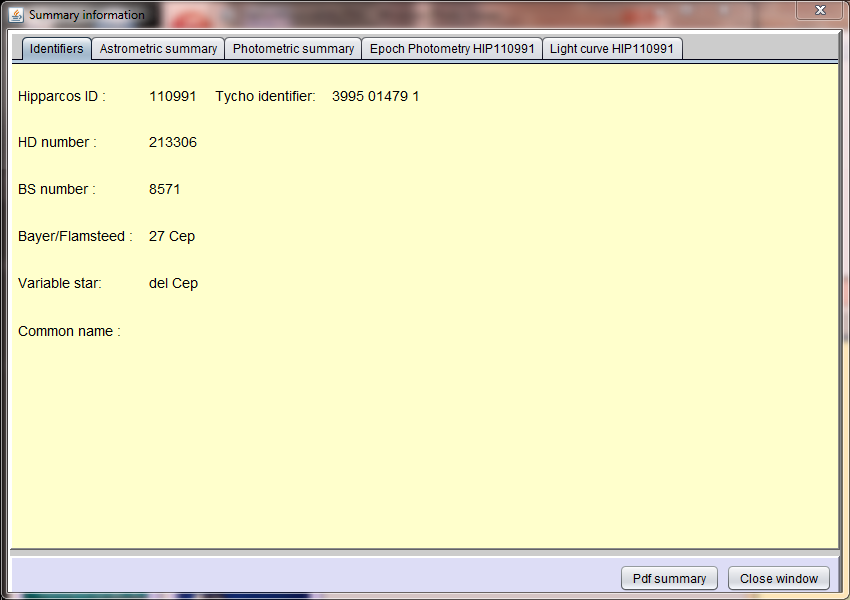 Summary information
Identifiers Astrometric summary Photometric summary Epoch Photometry HIP110991 Light curve HIP110991
Hipparcos ID : 110991 Tycho identifier: 3995 01479 1
HD number : 213306
BS number : 8571
Bayer/Flamsteed : 27 Cep
Variable star: del Cep
Common name :
Pdf summary Close window